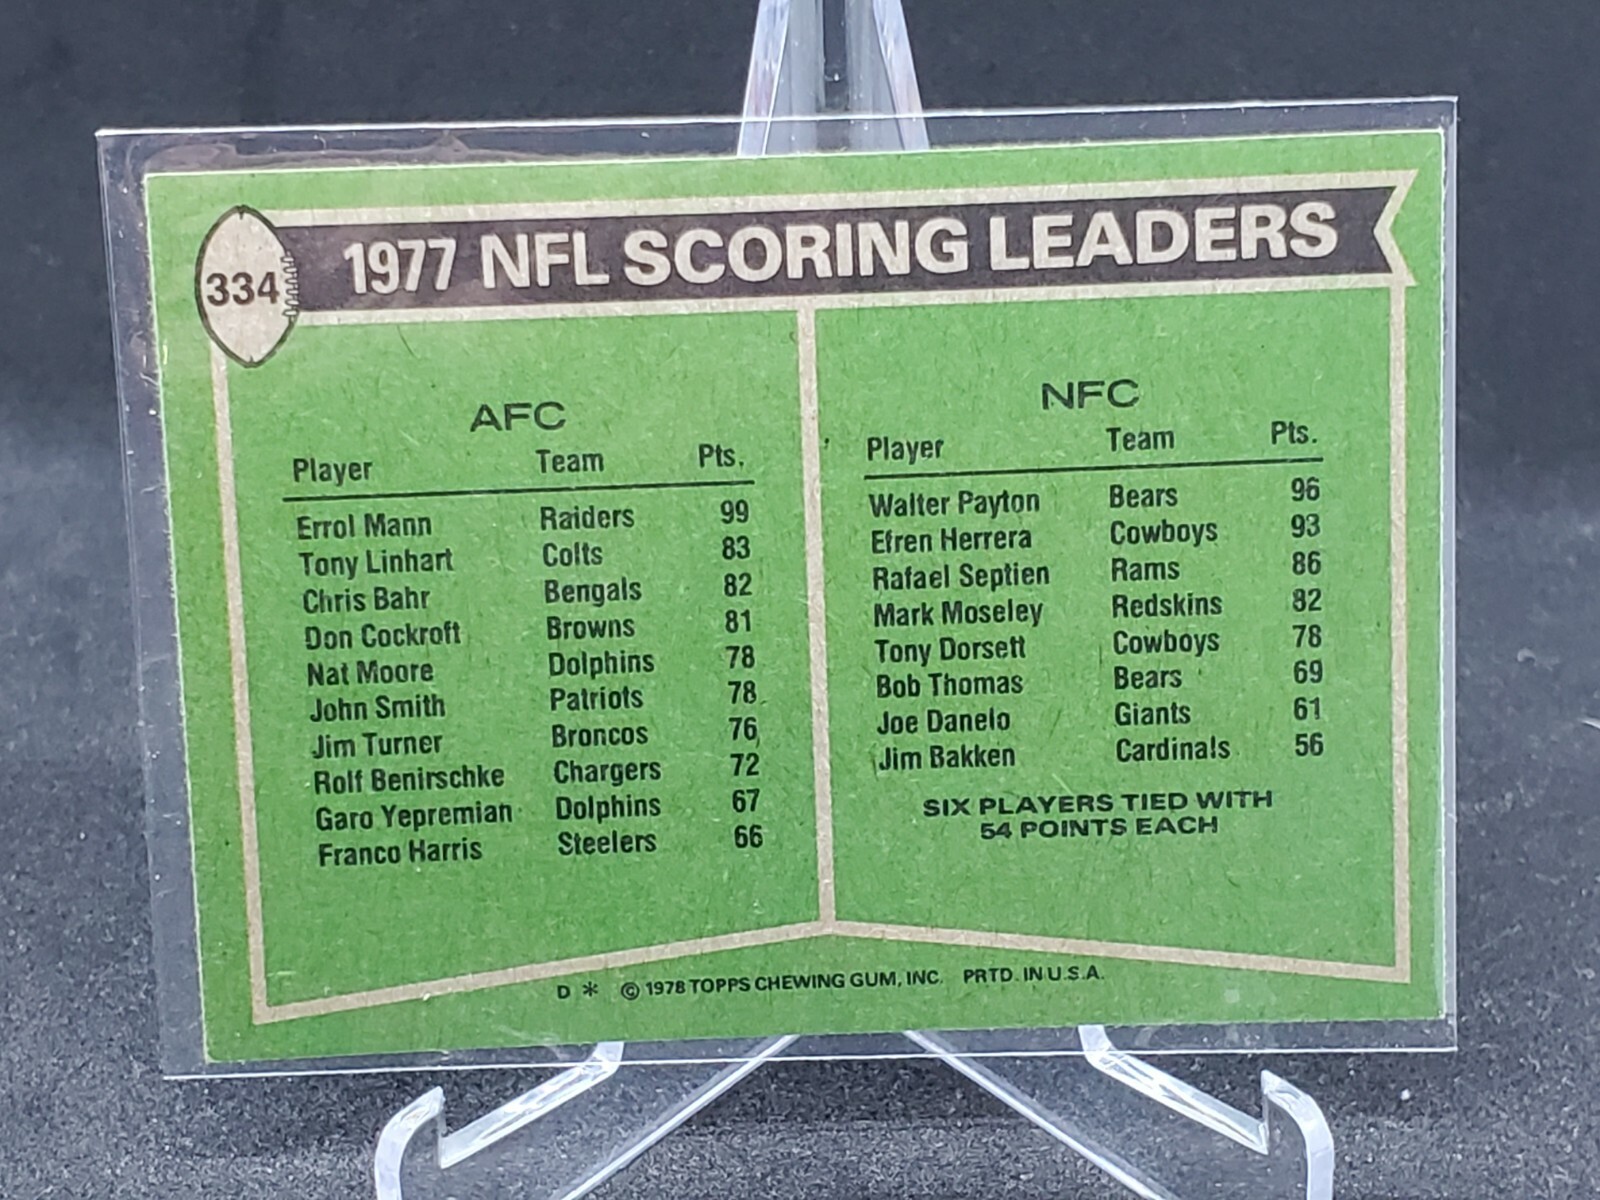 334
1977 NFL SCORING LEADERS
AFC
Player Team Pts.
Errol Mann Raiders 99
Tony Linhart Colts 83
Chris Bahr Bengals 82
Don Cockroft Browns 81
Nat Moore Dolphins 78
John Smith Patriots 78
Jim Turner Broncos 76
Rolf Benirschke Chargers 72
Garo Yepremian Dolphins 67
Franco Harris Steelers 66
NFC
Player Team Pts.
Walter Payton Bears 96
Efren Herrera Cowboys 93
Rafael Septien Rams 86
Mark Moseley Redskins 82
Tony Dorsett Cowboys 78
Bob Thomas Bears 69
Joe Danelo Giants 61
Jim Bakken Cardinals 56
SIX PLAYERS TIED WITH
54 POINTS EACH
D * © 1978 TOPPS CHEWING GUM, INC. PRTD. IN U.S.A.